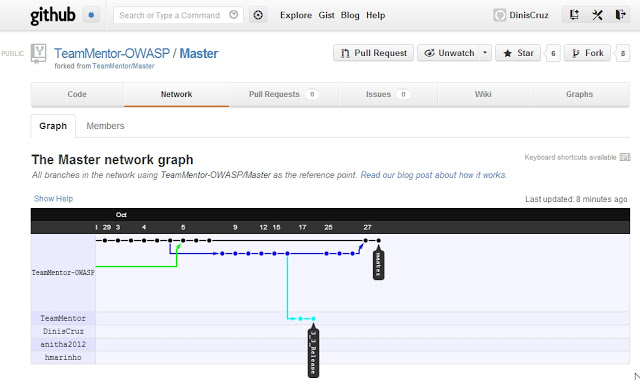 github
Search or Type a Command
Explore Gist Blog Help
DinisCruz
PUBLIC
TeamMentor-OWASP / Master
forked from TeamMentor/Master
Pull Request
Unwatch
Star 6
Fork 8
Code
Network
Pull Requests 0
Issues 0
Wiki
Graphs
Graph
Members
The Master network graph
Keyboard shortcuts available
All branches in the network using TeamMentor-OWASP/Master as the reference point. Read our blog post about how it works.
Show Help
Last updated: 8 minutes ago
Oct
29 3 4 5 9 12 15 17 25 27
TeamMentor-OWASP
master
TeamMentor
3_3_Release
DinisCruz
anitha2012
hmarinho